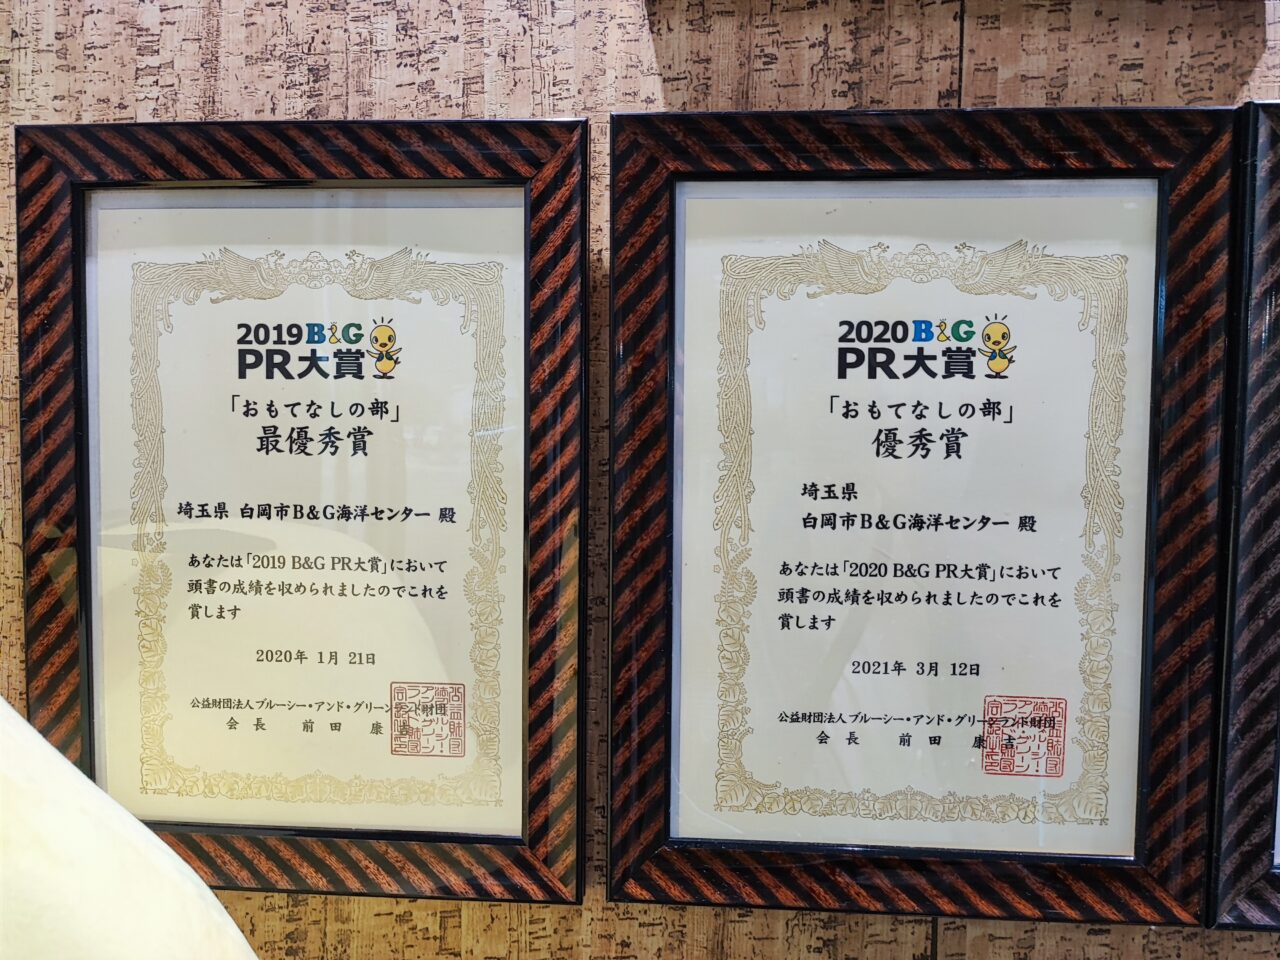 2019 B&G
PR大賞
「おもてなしの部」
最優秀賞
埼玉県 白岡市B&G海洋センター 殿
あなたは「2019 B&G PR大賞」において
頭書の成績を収められましたのでこれを
賞します
2020年 1月 21日
公益財団法人ブルーシー・アンド・グリーンランド財団
会長 前田 康吉
2020 B&G
PR大賞
「おもてなしの部」
優秀賞
埼玉県
白岡市B&G海洋センター 殿
あなたは「2020 B&G PR大賞」において
頭書の成績を収められましたのでこれを
賞します
2021年 3月 12日
公益財団法人ブルーシー・アンド・グリーンランド財団
会長 前田 康吉